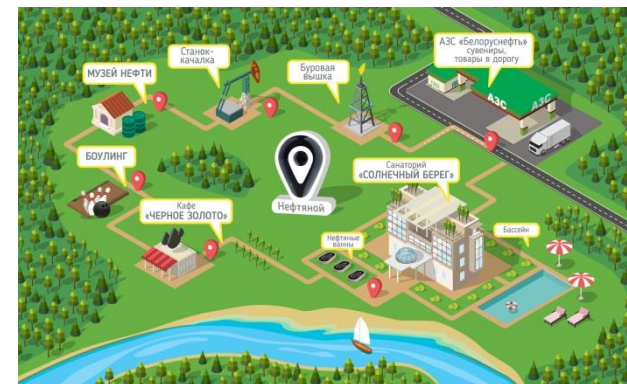 Станок-
качалка
АЗС «Белоруснефть»
сувениры,
товары в дорогу
МУЗЕЙ НЕФТИ
Буровая
вышка
АЗС
АЗС
БОУЛИНГ
Санаторий
«СОЛНЕЧНЫЙ БЕРЕГ»
Нефтяной
Кафе
«ЧЕРНОЕ ЗОЛОТО»
Нефтяные
ванны
Бассейн